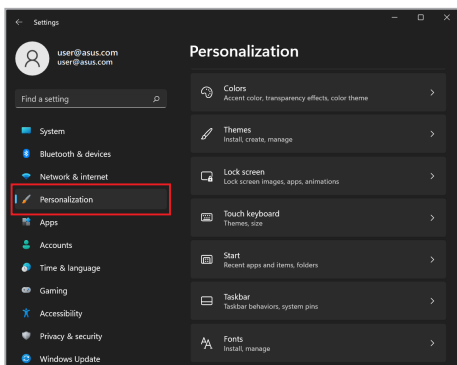 Settings
user@asus.com
user@asus.com
Find a setting
System
Bluetooth & devices
Network & internet
Personalization
Apps
Accounts
Time & language
Gaming
Accessibility
Privacy & security
Windows Update
Personalization
Colors
Accent color, transparency effects, color theme
Themes
Install, create, manage
Lock screen
Lock screen images, apps, animations
Touch keyboard
Themes, size
Start
Recent apps and items, folders
Taskbar
Taskbar behaviors, system pins
Fonts
Install, manage